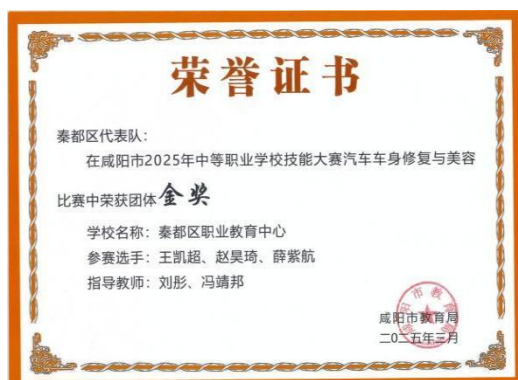 荣誉证书
秦都区代表队:
在咸阳市2025年中等职业学校技能大赛汽车车身修复与美容
比赛中荣获团体金奖
学校名称:秦都区职业教育中心
参赛选手:王凯超、赵昊琦、薛紫航
指导教师:刘彤、冯靖邦
咸阳市教育局
二〇二五年三月